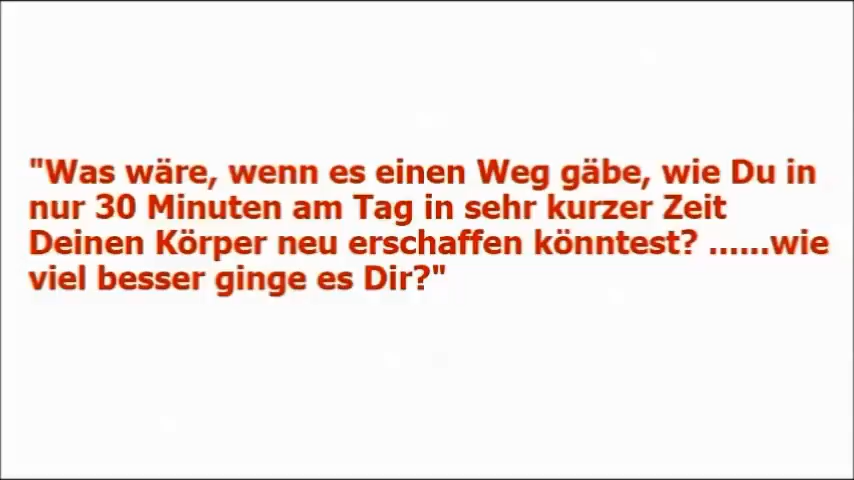 "Was wäre, wenn es einen Weg gäbe, wie Du in
nur 30 Minuten am Tag in sehr kurzer Zeit
Deinen Körper neu erschaffen könntest? ......wie
viel besser ginge es Dir?"